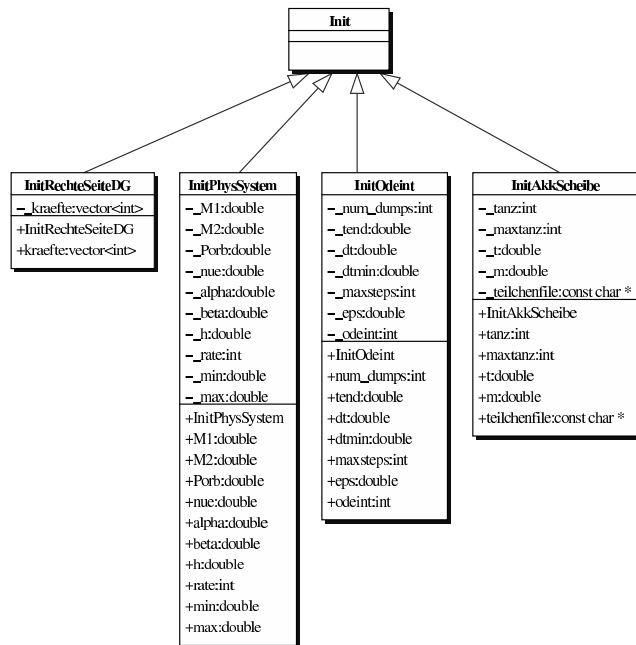 Init
InitRechteSeiteDG
-_kraefte:vector<int>
+InitRechteSeiteDG
+kraefte:vector<int>
InitPhysSystem
-_M1:double
-_M2:double
-_Porb:double
-_nue:double
-_alpha:double
-_beta:double
-_h:double
-_rate:int
-_min:double
-_max:double
+InitPhysSystem
+M1:double
+M2:double
+Porb:double
+nue:double
+alpha:double
+beta:double
+h:double
+rate:int
+min:double
+max:double
InitOdeint
-_num_dumps:int
-_tend:double
-_dt:double
-_dtmin:double
-_maxsteps:int
-_eps:double
-_odeint:int
+InitOdeint
+num_dumps:int
+tend:double
+dt:double
+dtmin:double
+maxsteps:int
+eps:double
+odeint:int
InitAkkScheibe
-_tanz:int
-_maxtanz:int
-_t:double
-_m:double
-_teilchenfile:const char *
+InitAkkScheibe
+tanz:int
+maxtanz:int
+t:double
+m:double
+teilchenfile:const char *